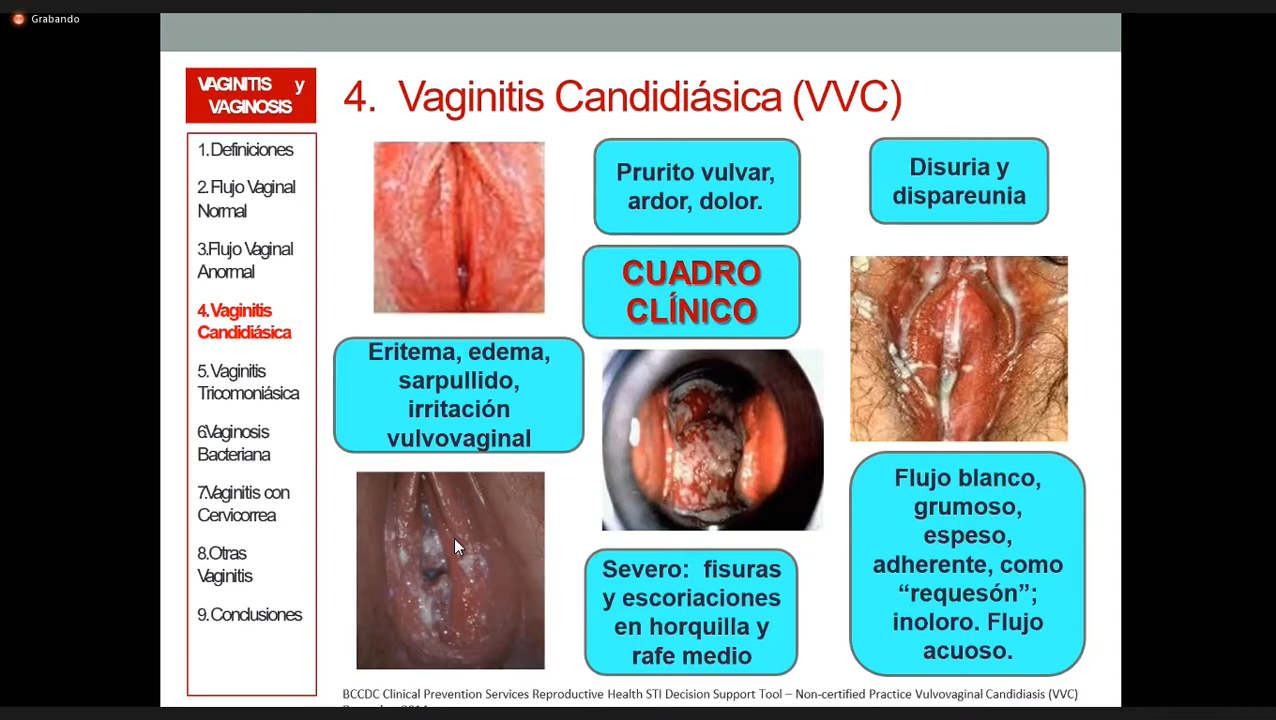 Grabando
VAGINITIS y
VAGINOSIS
1. Definiciones
2. Flujo Vaginal
Normal
3.Flujo Vaginal
Anormal
4. Vaginitis
Candidiásica
5. Vaginitis
Tricomoniásica
6.Vaginosis
Bacteriana
7.Vaginitis con
Cervicorrea
8.Otras
Vaginitis
9. Conclusiones
4. Vaginitis Candidiásica (VVC)
Prurito vulvar,
ardor, dolor.
Disuria y
dispareunia
CUADRO
CLÍNICO
Eritema, edema,
sarpullido,
irritación
vulvovaginal
Severo: fisuras
y escoriaciones
en horquilla y
rafe medio
Flujo blanco,
grumoso,
espeso,
adherente, como
“requesón”;
inoloro. Flujo
acuoso.
BCCDC Clinical Prevention Services Reproductive Health STI Decision Support Tool – Non-certified Practice Vulvovaginal Candidiasis (VVC)